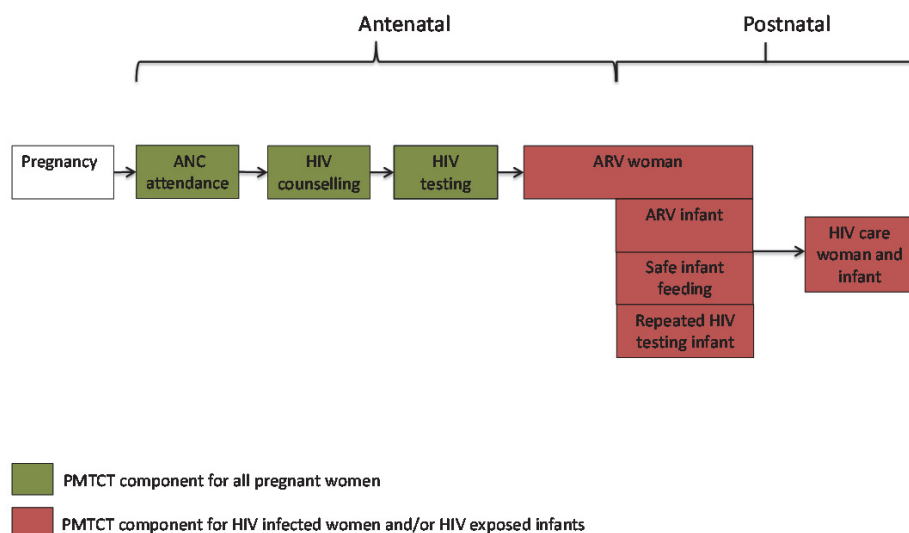 Antenatal
Postnatal
Pregnancy
ANC
attendance
HIV
counselling
HIV
testing
ARV woman
ARV infant
Safe infant
feeding
Repeated HIV
testing infant
HIV care
woman and
infant
PMTCT component for all pregnant women
PMTCT component for HIV infected women and/or HIV exposed infants